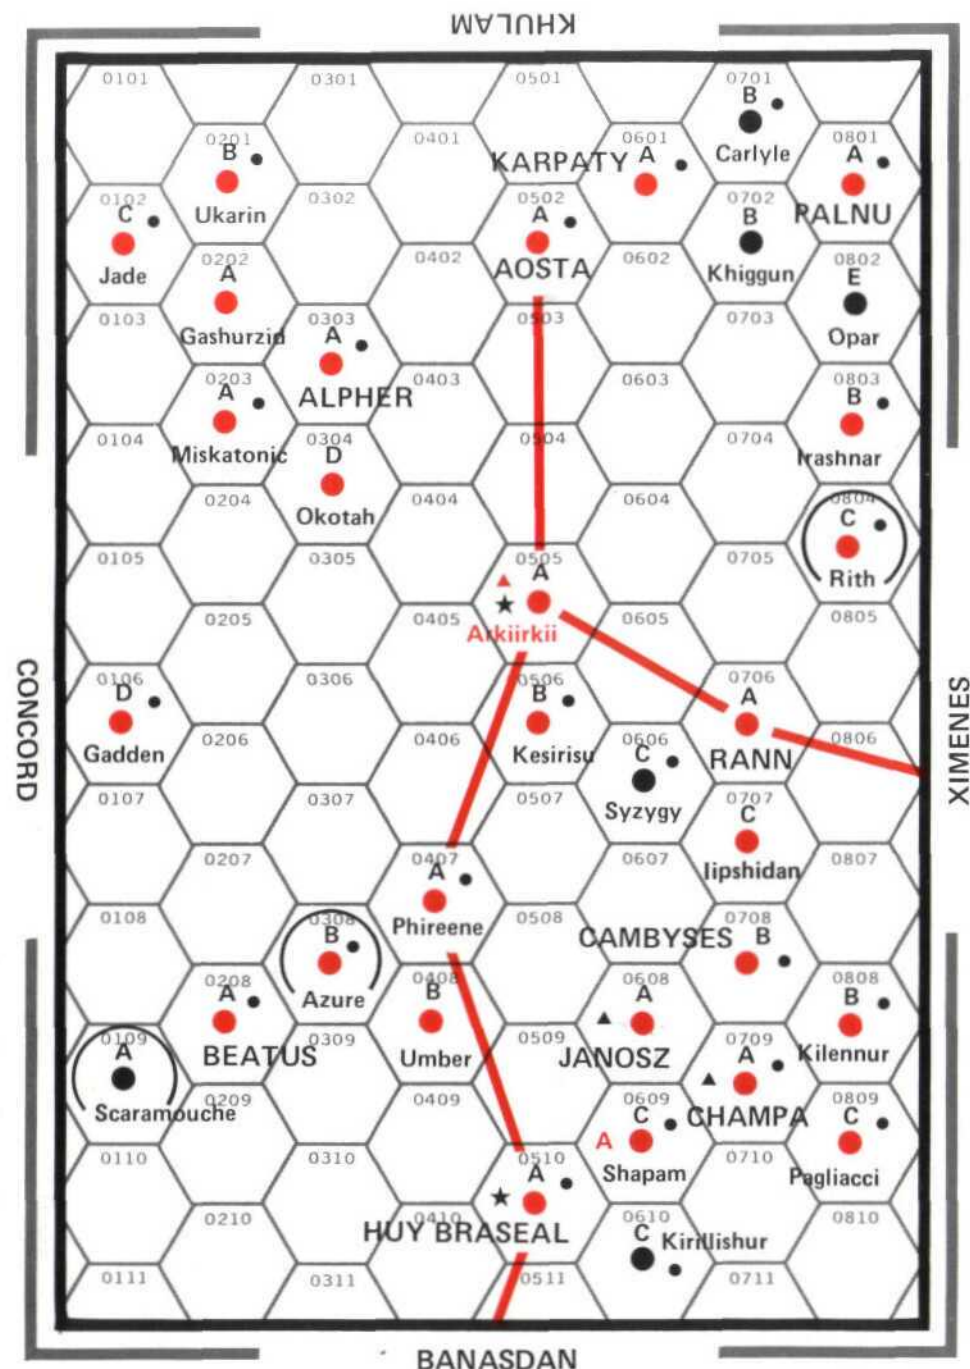 KHULAM
0101
0301
0501
0701
B
Carlyle
0201
B
Ukarin
0401
0601
KARPATY A
0801
A
PALNU
0102
C
Jade
0302
0502
A
AOSTA
0702
B
Khiggun
0202
A
Gashurzid
0402
0602
0802
E
Opar
0103
0303
A
ALPHER
0503
0703
0203
A
Miskatonic
0403
0603
0803
B
Irashnar
0104
0304
D
Okotah
0504
0704
0204
0404
0604
0804
C
Rith
0105
0305
0505
A
Arkiirkii
0705
0205
0405
0605
0805
0106
D
Gadden
0306
0506
B
Kesirisu
0706
A
RANN
0206
0406
0606
C
Syzygy
0806
0107
0307
0507
0707
C
Iipshidan
0207
0407
A
Phireene
0607
0807
0108
0308
B
Azure
0508
0708
CAMBYSES B
0208
A
BEATUS
0408
B
Umber
0608
A
JANOSZ
0808
B
Kilennur
0109
A
Scaramouche
0309
0509
0709
A
CHAMPA
0209
0409
0609
C
A
Shapam
0809
C
Pagliacci
0110
0310
0510
A
HUY BRASEAL
0710
0210
0410
0610
C Kirillishur
0810
0111
0311
0511
0711
CONCORD
XIMENES
BANASDAN